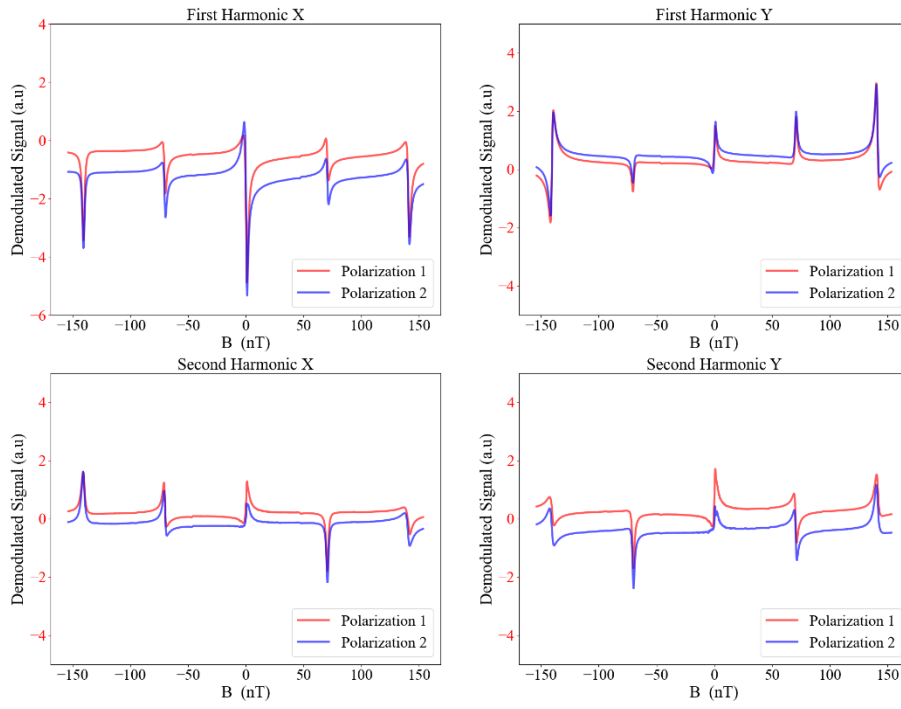 First Harmonic X
Demodulated Signal (a.u)
4
2
0
−2
−4
−6
Polarization 1
Polarization 2
−150 −100 −50 0 50 100 150
B (nT)
First Harmonic Y
Demodulated Signal (a.u)
4
2
0
−2
−4
Polarization 1
Polarization 2
−150 −100 −50 0 50 100 150
B (nT)
Second Harmonic X
Demodulated Signal (a.u)
4
2
0
−2
−4
Polarization 1
Polarization 2
−150 −100 −50 0 50 100 150
B (nT)
Second Harmonic Y
Demodulated Signal (a.u)
4
2
0
−2
−4
Polarization 1
Polarization 2
−150 −100 −50 0 50 100 150
B (nT)